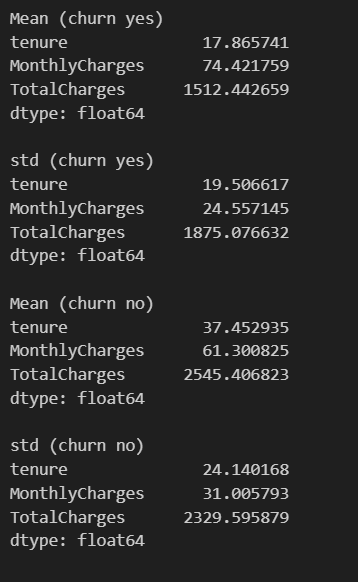 Mean (churn yes)
tenure 17.865741
MonthlyCharges 74.421759
TotalCharges 1512.442659
dtype: float64
std (churn yes)
tenure 19.506617
MonthlyCharges 24.557145
TotalCharges 1875.076632
dtype: float64
Mean (churn no)
tenure 37.452935
MonthlyCharges 61.300825
TotalCharges 2545.406823
dtype: float64
std (churn no)
tenure 24.140168
MonthlyCharges 31.005793
TotalCharges 2329.595879
dtype: float64